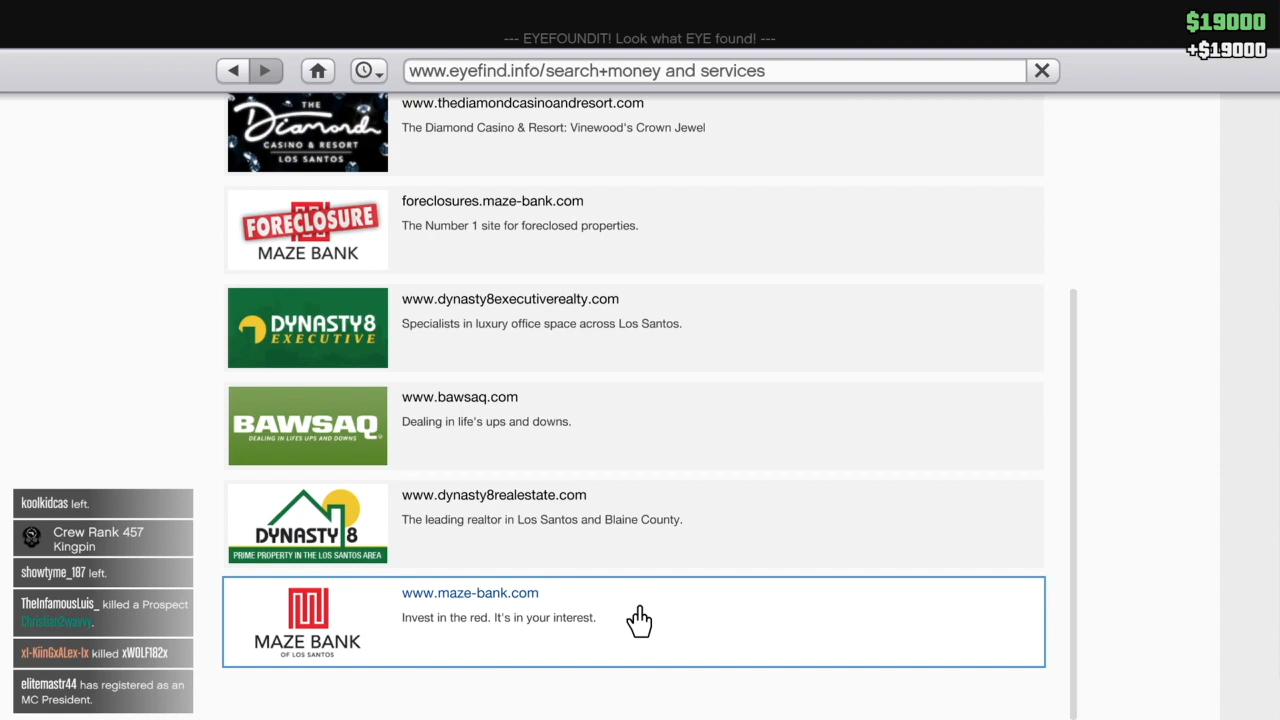 $19000
--- EYEFOUNDIT! Look what EYE found! ---
+$19000
www.eyefind.info/search+money and services
THE
Diamond
CASINO & RESORT
LOS SANTOS
www.thediamondcasinoandresort.com
The Diamond Casino & Resort: Vinewood's Crown Jewel
FORECLOSURE
MAZE BANK
foreclosures.maze-bank.com
The Number 1 site for foreclosed properties.
DYNASTY8
EXECUTIVE
www.dynasty8executiverealty.com
Specialists in luxury office space across Los Santos.
BAWSAQ
DEALING IN LIFES UPS AND DOWNS
www.bawsaq.com
Dealing in life's ups and downs.
DYNASTY 8
PRIME PROPERTY IN THE LOS SANTOS AREA
www.dynasty8realestate.com
The leading realtor in Los Santos and Blaine County.
MAZE BANK
OF LOS SANTOS
www.maze-bank.com
Invest in the red. It's in your interest.
koolkidcas left.
Crew Rank 457
Kingpin
showtyme_187 left.
TheInfamousLuis_ killed a Prospect
Christian2wavvy.
xI-KiinGxALex-Ix killed xW0LF182x
elitemastr44 has registered as an
MC President.